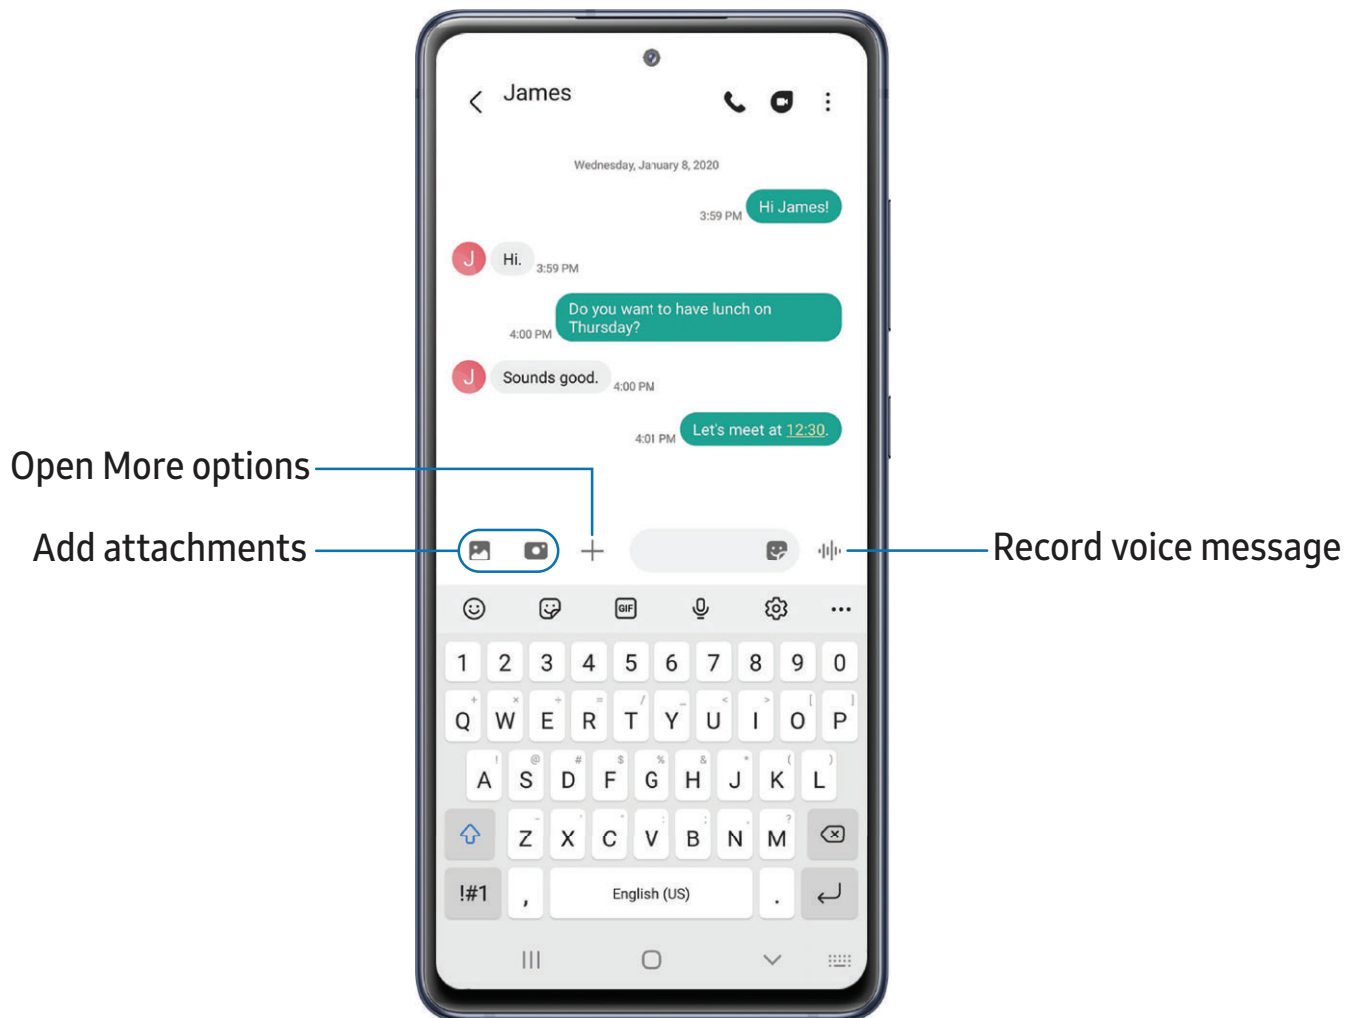 James
Wednesday, January 8, 2020
3:59 PM Hi James!
J Hi. 3:59 PM
Do you want to have lunch on
Thursday?
4:00 PM
J Sounds good. 4:00 PM
4:01 PM Let's meet at 12:30.
Open More options
Add attachments
Record voice message
GIF
1 2 3 4 5 6 7 8 9 0
+ × ÷ = / _ < > [ ]
Q W E R T Y U I O P
! @ # $ % & * ( )
A S D F G H J K L
- ' " : ; , ?
Z X C V B N M
!#1 , English (US) .